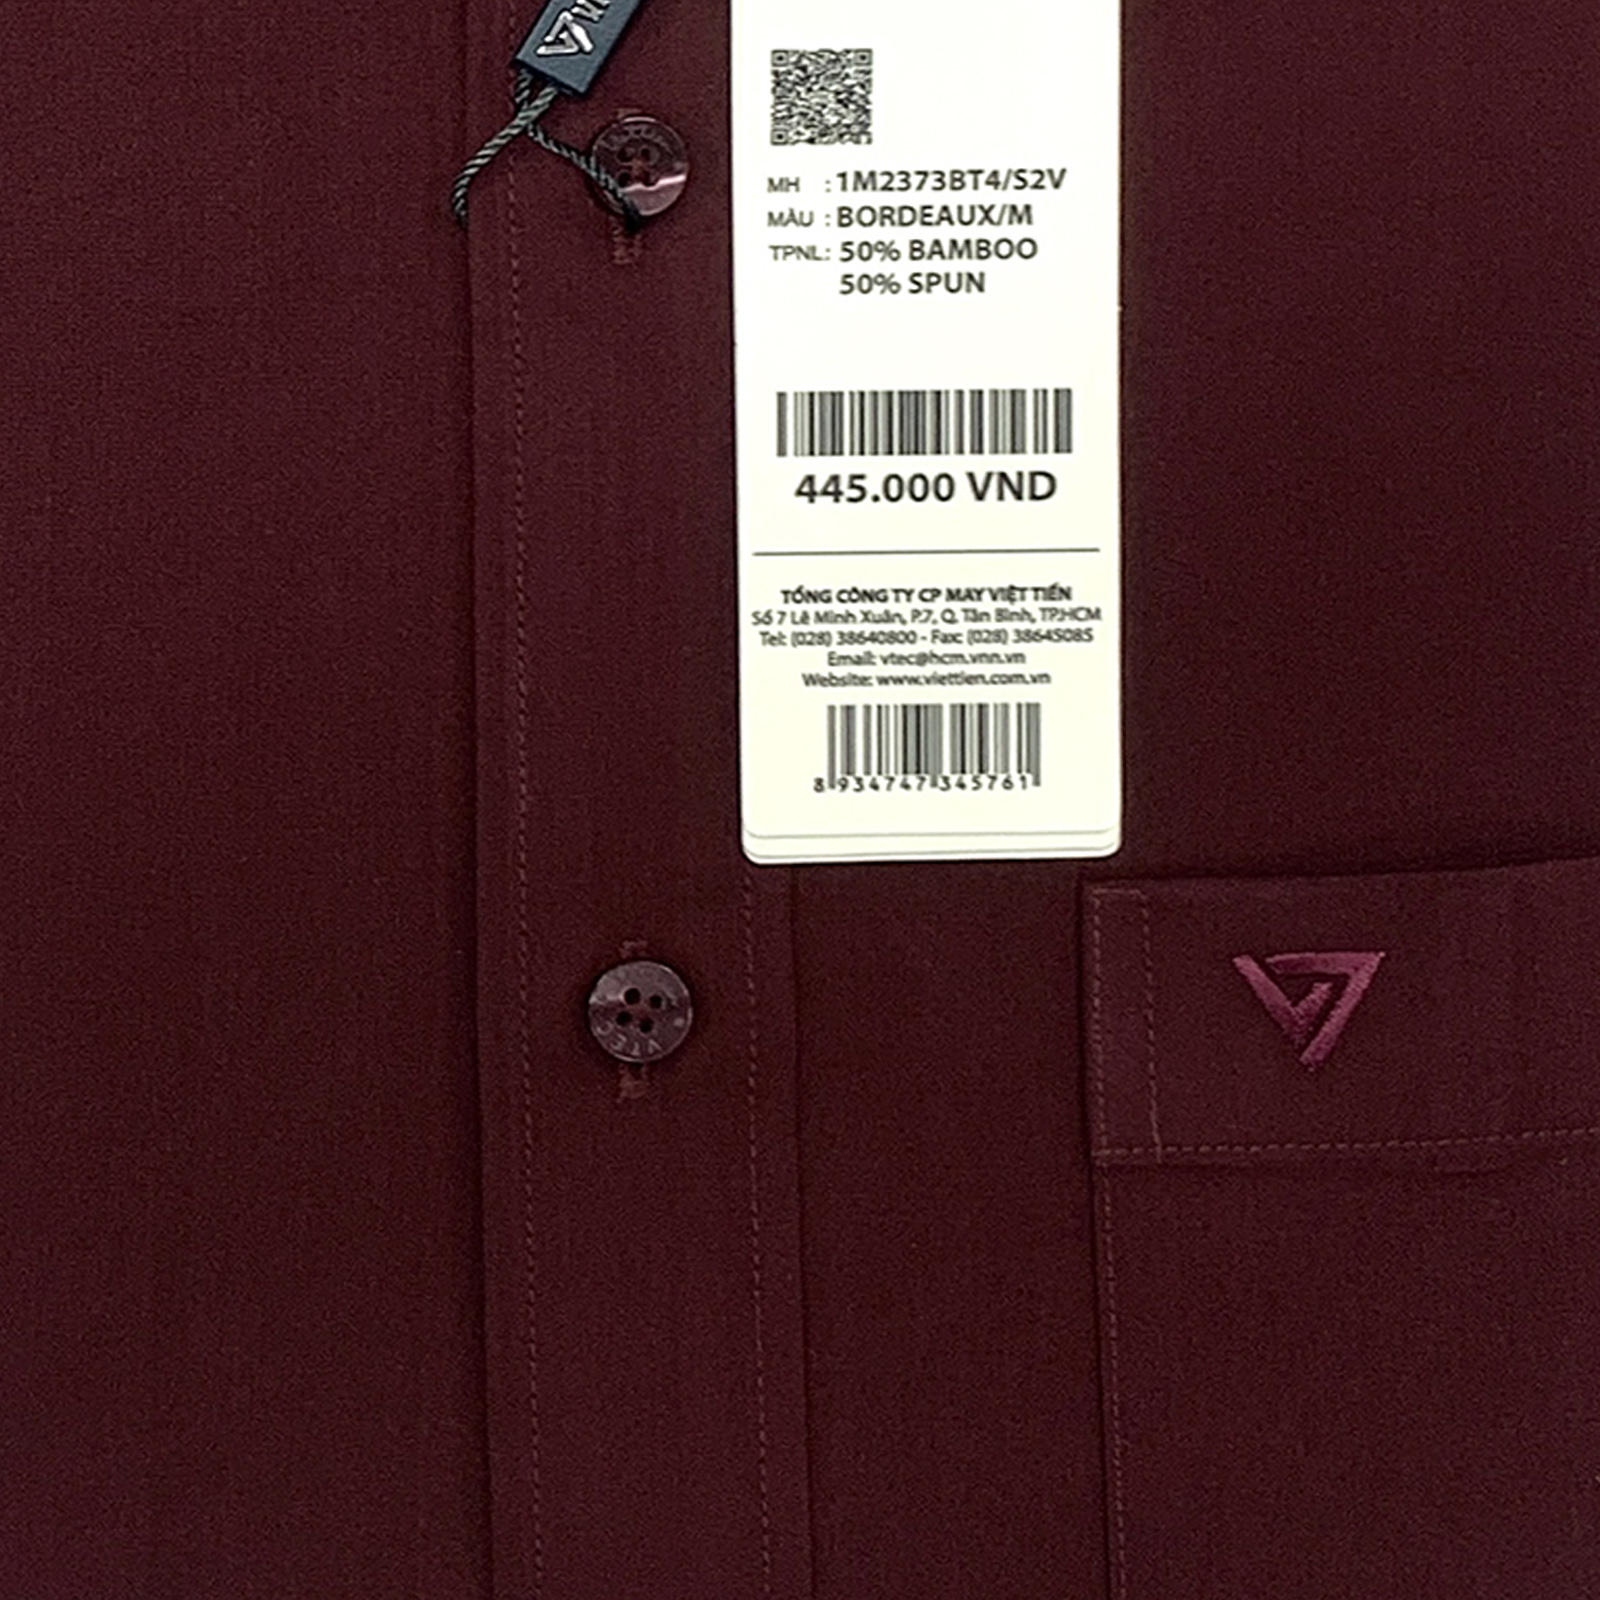 MH : 1M2373BT4/S2V
MÀU : BORDEAUX/M
TPNL: 50% BAMBOO
50% SPUN
445.000 VND
TỔNG CÔNG TY CP MAY VIỆT TIẾN
Số 7 Lê Minh Xuân, P.7, Q. Tân Bình, TP.HCM
Tel: (028) 38640800 - Fax: (028) 38645085
Email: vtec@hcm.vnn.vn
Website: www.viettien.com.vn
8 934747 345761
VTEC